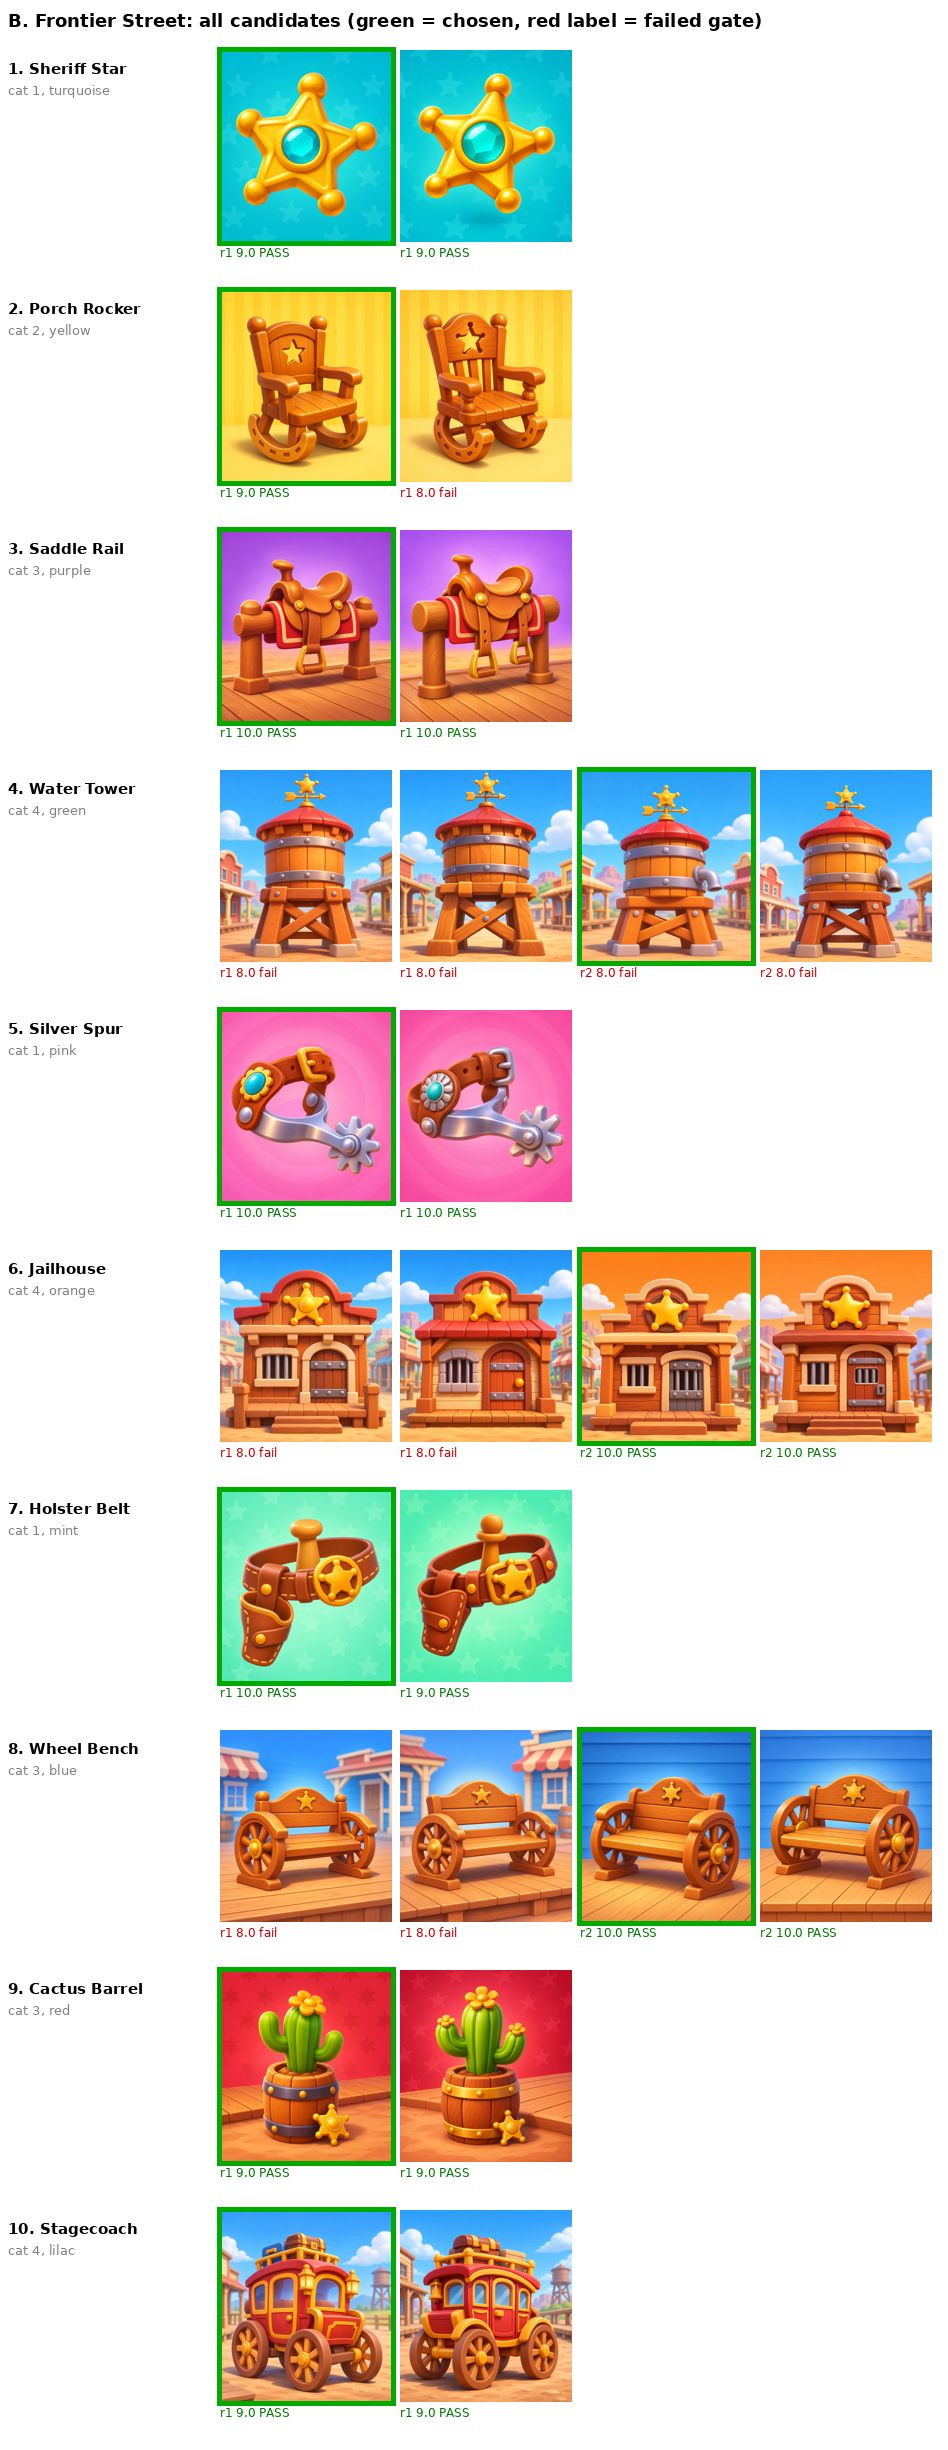 B. Frontier Street: all candidates (green = chosen, red label = failed gate)
1. Sheriff Star
cat 1, turquoise
r1 9.0 PASS
r1 9.0 PASS
2. Porch Rocker
cat 2, yellow
r1 9.0 PASS
r1 8.0 fail
3. Saddle Rail
cat 3, purple
r1 10.0 PASS
r1 10.0 PASS
4. Water Tower
cat 4, green
r1 8.0 fail
r1 8.0 fail
r2 8.0 fail
r2 8.0 fail
5. Silver Spur
cat 1, pink
r1 10.0 PASS
r1 10.0 PASS
6. Jailhouse
cat 4, orange
r1 8.0 fail
r1 8.0 fail
r2 10.0 PASS
r2 10.0 PASS
7. Holster Belt
cat 1, mint
r1 10.0 PASS
r1 9.0 PASS
8. Wheel Bench
cat 3, blue
r1 8.0 fail
r1 8.0 fail
r2 10.0 PASS
r2 10.0 PASS
9. Cactus Barrel
cat 3, red
r1 9.0 PASS
r1 9.0 PASS
10. Stagecoach
cat 4, lilac
r1 9.0 PASS
r1 9.0 PASS